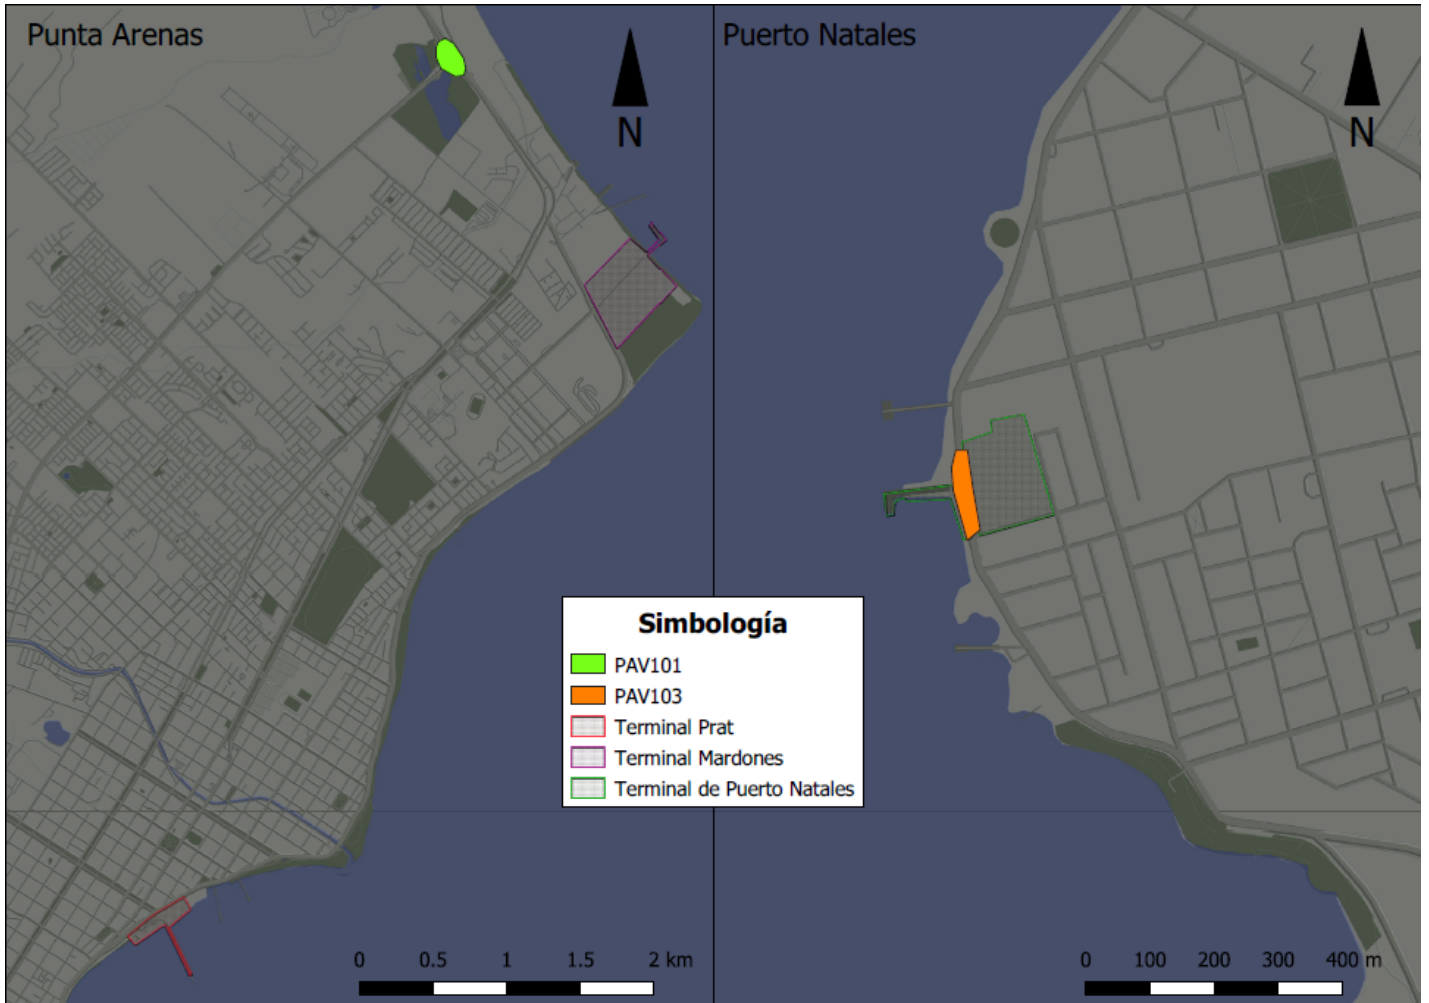 Punta Arenas
N
Puerto Natales
N
Simbología
PAV101
PAV103
Terminal Prat
Terminal Mardones
Terminal de Puerto Natales
0 0.5 1 1.5 2 km
0 100 200 300 400 m